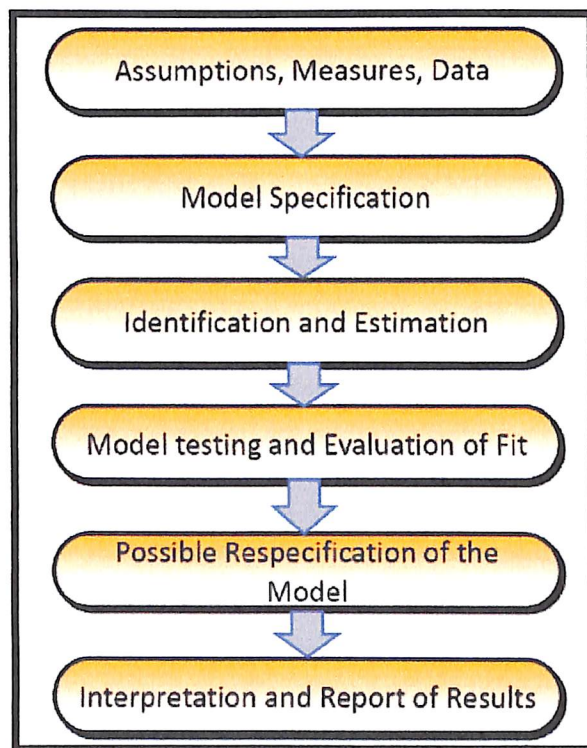 Assumptions, Measures, Data
Model Specification
Identification and Estimation
Model testing and Evaluation of Fit
Possible Respecification of the
Model
Interpretation and Report of Results